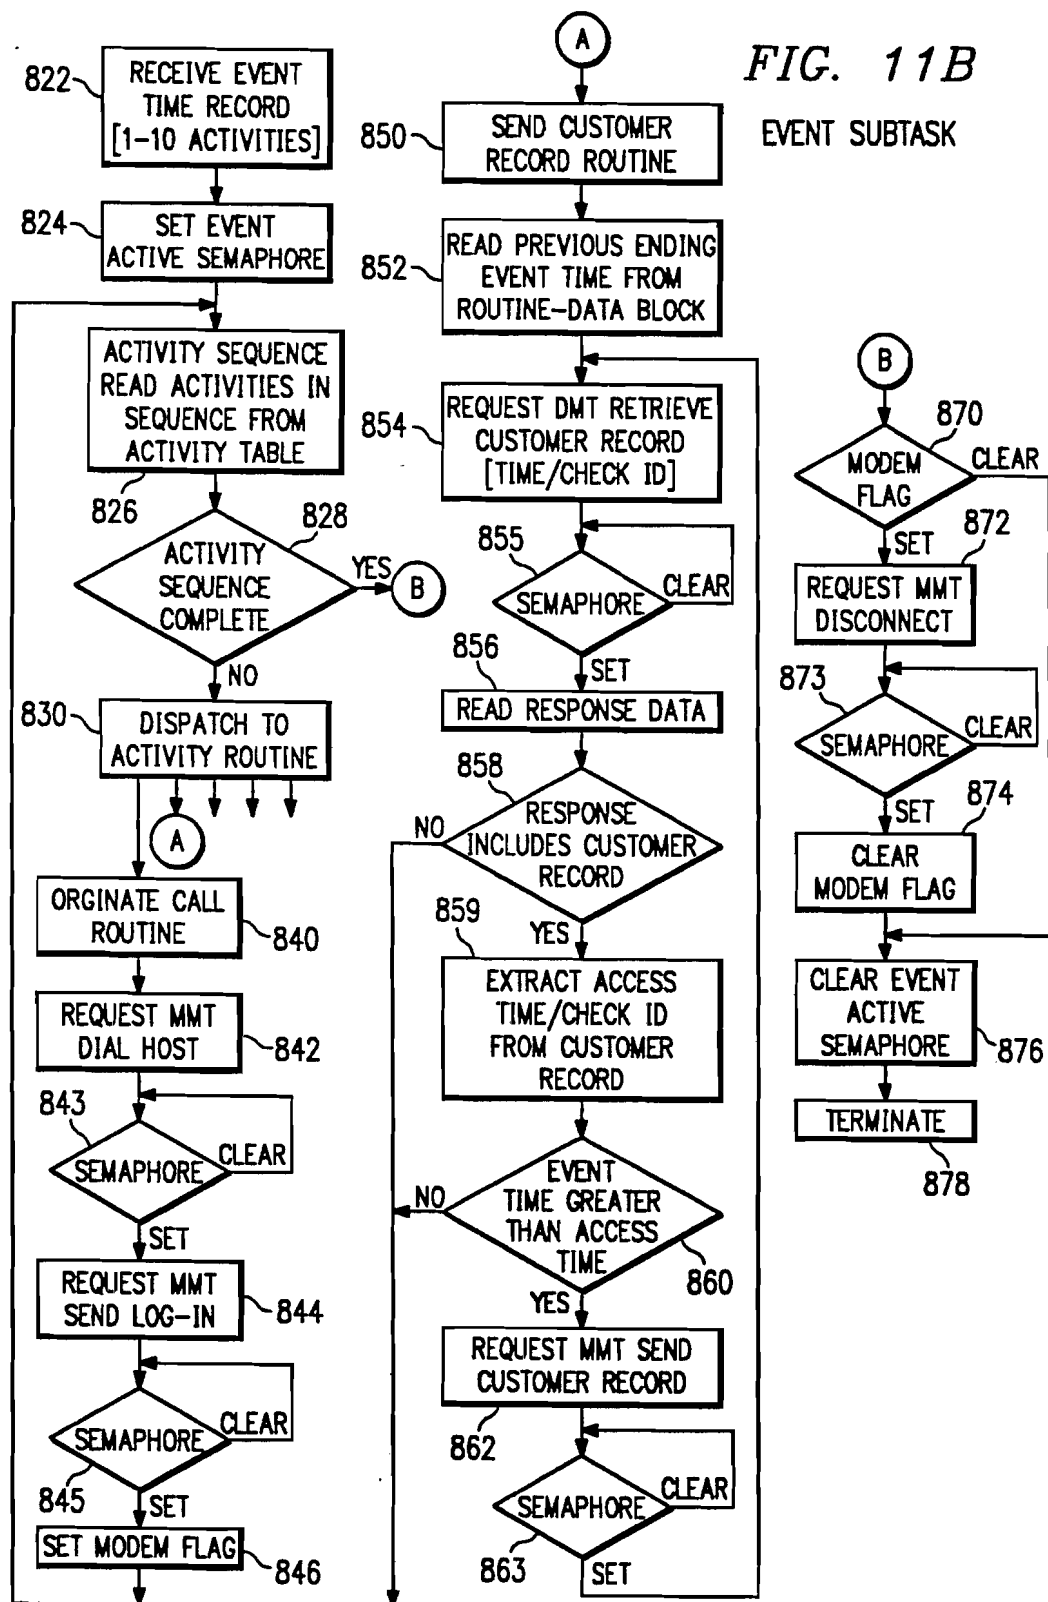 FIG. 11B
EVENT SUBTASK
822
RECEIVE EVENT
TIME RECORD
[1-10 ACTIVITIES]
824
SET EVENT
ACTIVE SEMAPHORE
ACTIVITY SEQUENCE
READ ACTIVITIES IN
SEQUENCE FROM
ACTIVITY TABLE
826
828
ACTIVITY
SEQUENCE
COMPLETE
YES
B
NO
830
DISPATCH TO
ACTIVITY ROUTINE
A
ORGINATE CALL
ROUTINE
840
REQUEST MMT
DIAL HOST
842
843
SEMAPHORE
CLEAR
SET
REQUEST MMT
SEND LOG-IN
844
SEMAPHORE
CLEAR
845
SET
SET MODEM FLAG
846
A
850
SEND CUSTOMER
RECORD ROUTINE
852
READ PREVIOUS ENDING
EVENT TIME FROM
ROUTINE-DATA BLOCK
854
REQUEST DMT RETRIEVE
CUSTOMER RECORD
[TIME/CHECK ID]
855
SEMAPHORE
CLEAR
856
SET
READ RESPONSE DATA
858
RESPONSE
INCLUDES CUSTOMER
RECORD
NO
859
YES
EXTRACT ACCESS
TIME/CHECK ID
FROM CUSTOMER
RECORD
EVENT
TIME GREATER
THAN ACCESS
TIME
NO
860
YES
REQUEST MMT SEND
CUSTOMER RECORD
862
SEMAPHORE
CLEAR
863
SET
B
870
MODEM
FLAG
CLEAR
SET
872
REQUEST MMT
DISCONNECT
873
SEMAPHORE
CLEAR
SET
874
CLEAR
MODEM FLAG
CLEAR EVENT
ACTIVE
SEMAPHORE
876
TERMINATE
878